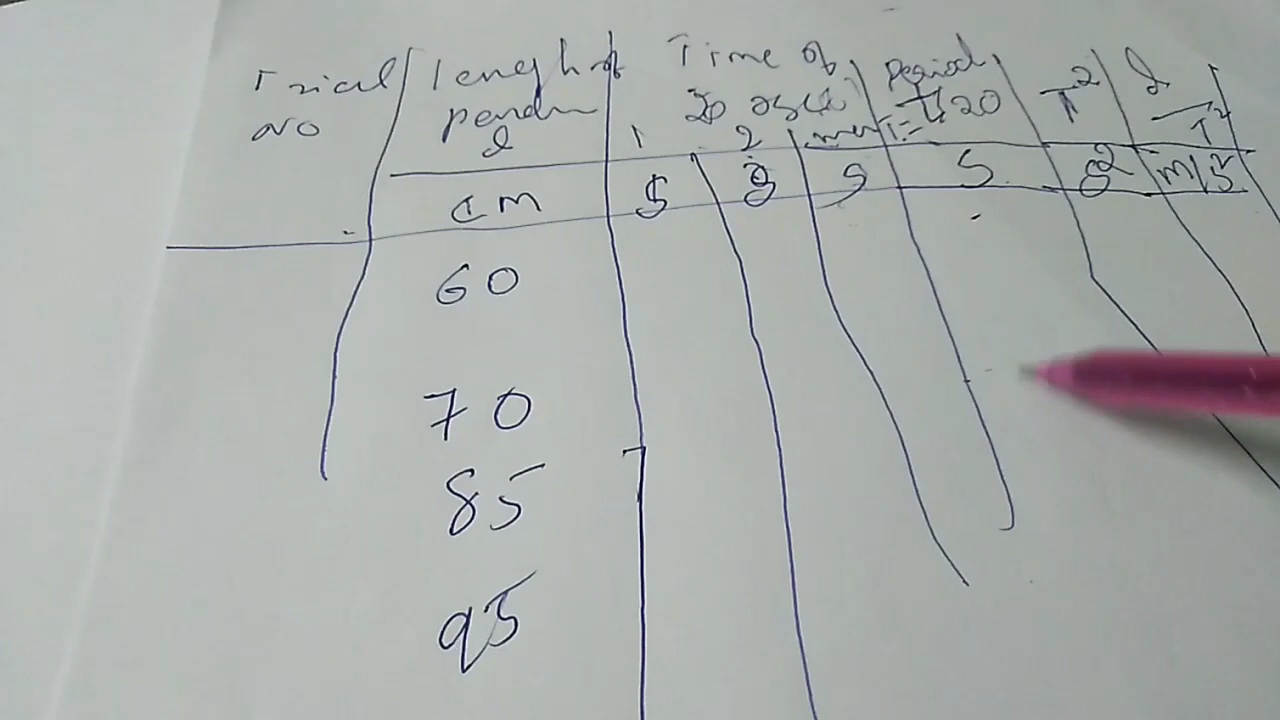 Trial length of Time of Period T² l
No pendu 20 oscil t/20 T²
l 1 2 mean T=
cm s s s s s² m/s²
60
70
85
95